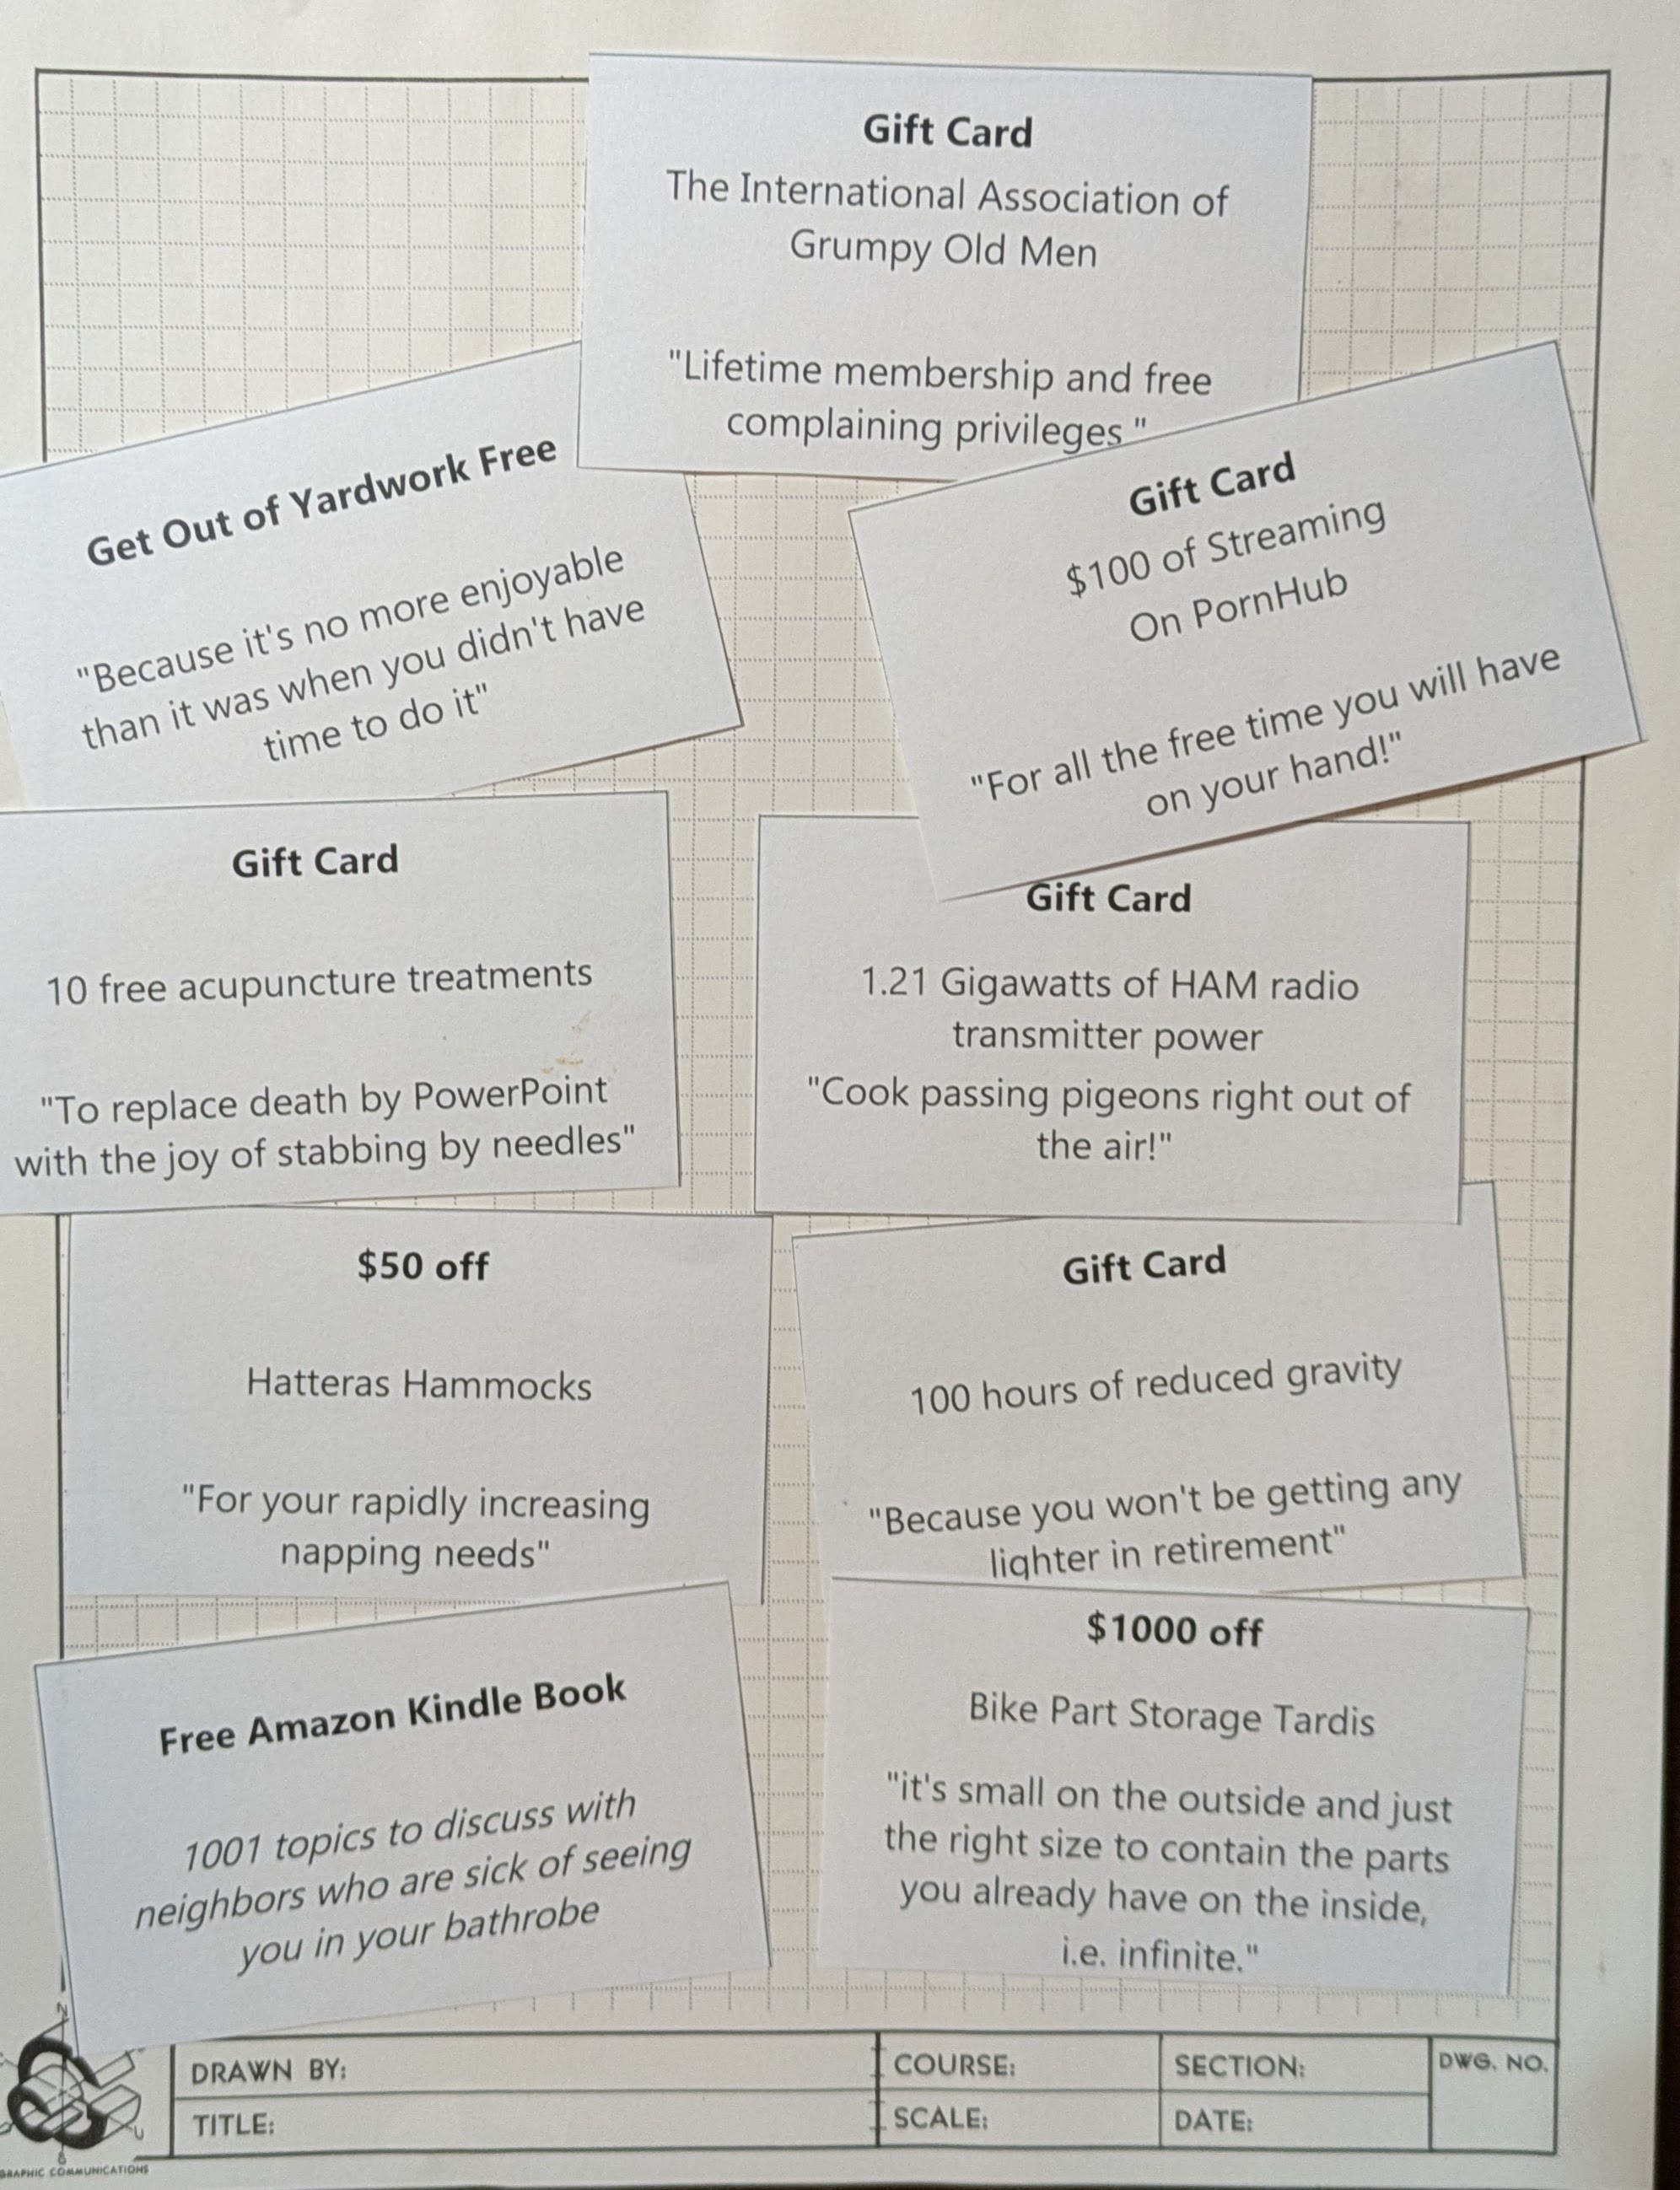 Gift Card
The International Association of
Grumpy Old Men
"Lifetime membership and free
complaining privileges."
Get Out of Yardwork Free
"Because it's no more enjoyable
than it was when you didn't have
time to do it"
Gift Card
$100 of Streaming
On PornHub
"For all the free time you will have
on your hand!"
Gift Card
10 free acupuncture treatments
"To replace death by PowerPoint
with the joy of stabbing by needles"
Gift Card
1.21 Gigawatts of HAM radio
transmitter power
"Cook passing pigeons right out of
the air!"
$50 off
Hatteras Hammocks
"For your rapidly increasing
napping needs"
Gift Card
100 hours of reduced gravity
"Because you won't be getting any
lighter in retirement"
Free Amazon Kindle Book
1001 topics to discuss with
neighbors who are sick of seeing
you in your bathrobe
$1000 off
Bike Part Storage Tardis
"it's small on the outside and just
the right size to contain the parts
you already have on the inside,
i.e. infinite."
DRAWN BY:
COURSE:
SECTION:
DWG. NO.
TITLE:
SCALE:
DATE:
GRAPHIC COMMUNICATIONS